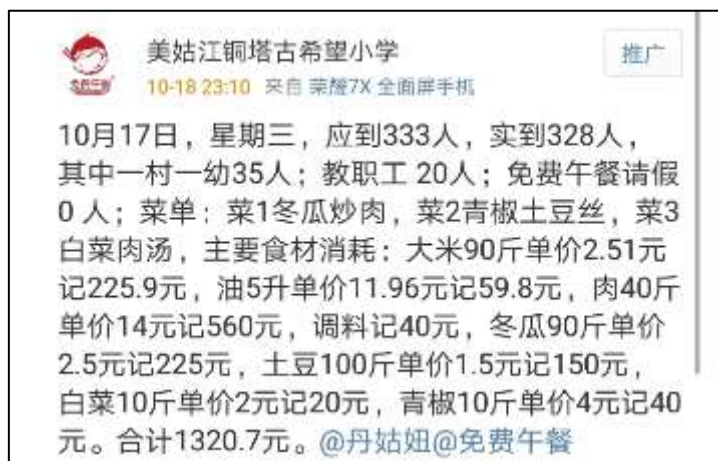 美姑江铜塔古希望小学
推广
10-18 23:10 来自 荣耀7X 全面屏手机
10月17日，星期三，应到333人，实到328人，
其中一村一幼35人；教职工 20人；免费午餐请假
0 人；菜单：菜1冬瓜炒肉，菜2青椒土豆丝，菜3
白菜肉汤，主要食材消耗：大米90斤单价2.51元
记225.9元，油5升单价11.96元记59.8元，肉40斤
单价14元记560元，调料记40元，冬瓜90斤单价
2.5元记225元，土豆100斤单价1.5元记150元，
白菜10斤单价2元记20元，青椒10斤单价4元记40
元。合计1320.7元。@丹姑妞@免费午餐